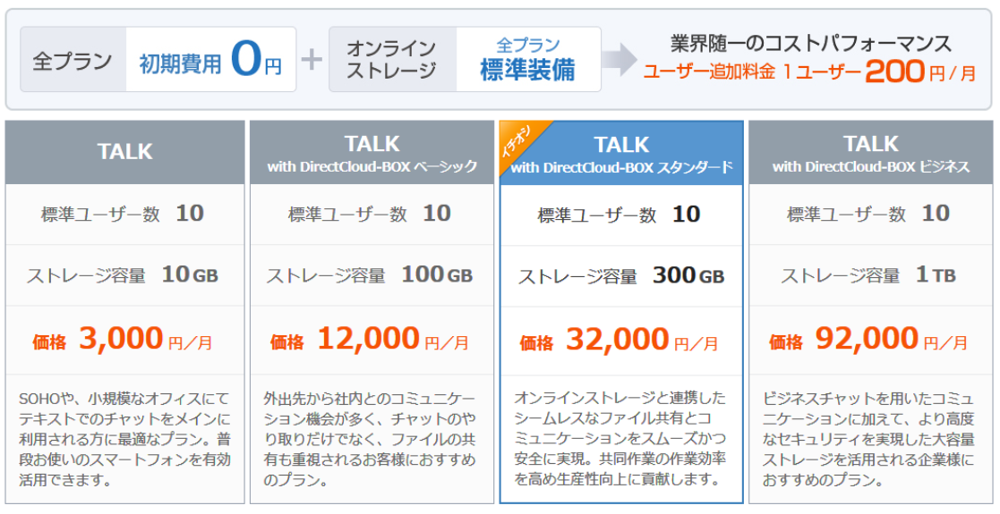 全プラン
初期費用 0円
+
オンライン
ストレージ
全プラン
標準装備
業界随一のコストパフォーマンス
ユーザー追加料金 1ユーザー 200円/月
TALK
標準ユーザー数 10
ストレージ容量 10GB
価格 3,000円/月
SOHOや、小規模なオフィスにて
テキストでのチャットをメインに
利用される方に最適なプラン。普
段お使いのスマートフォンを有効
活用できます。
TALK
with DirectCloud-BOX ベーシック
標準ユーザー数 10
ストレージ容量 100GB
価格 12,000円/月
外出先から社内とのコミュニケー
ション機会が多く、チャットのや
り取りだけでなく、ファイルの共
有も重視されるお客様におすすめ
のプラン。
イチオシ
TALK
with DirectCloud-BOX スタンダード
標準ユーザー数 10
ストレージ容量 300GB
価格 32,000円/月
オンラインストレージと連携した
シームレスなファイル共有とコ
ミュニケーションをスムーズかつ
安全に実現。共同作業の作業効率
を高め生産性向上に貢献します。
TALK
with DirectCloud-BOX ビジネス
標準ユーザー数 10
ストレージ容量 1TB
価格 92,000円/月
ビジネスチャットを用いたコミュ
ニケーションに加えて、より高度
なセキュリティを実現した大容量
ストレージを活用される企業様に
おすすめのプラン。